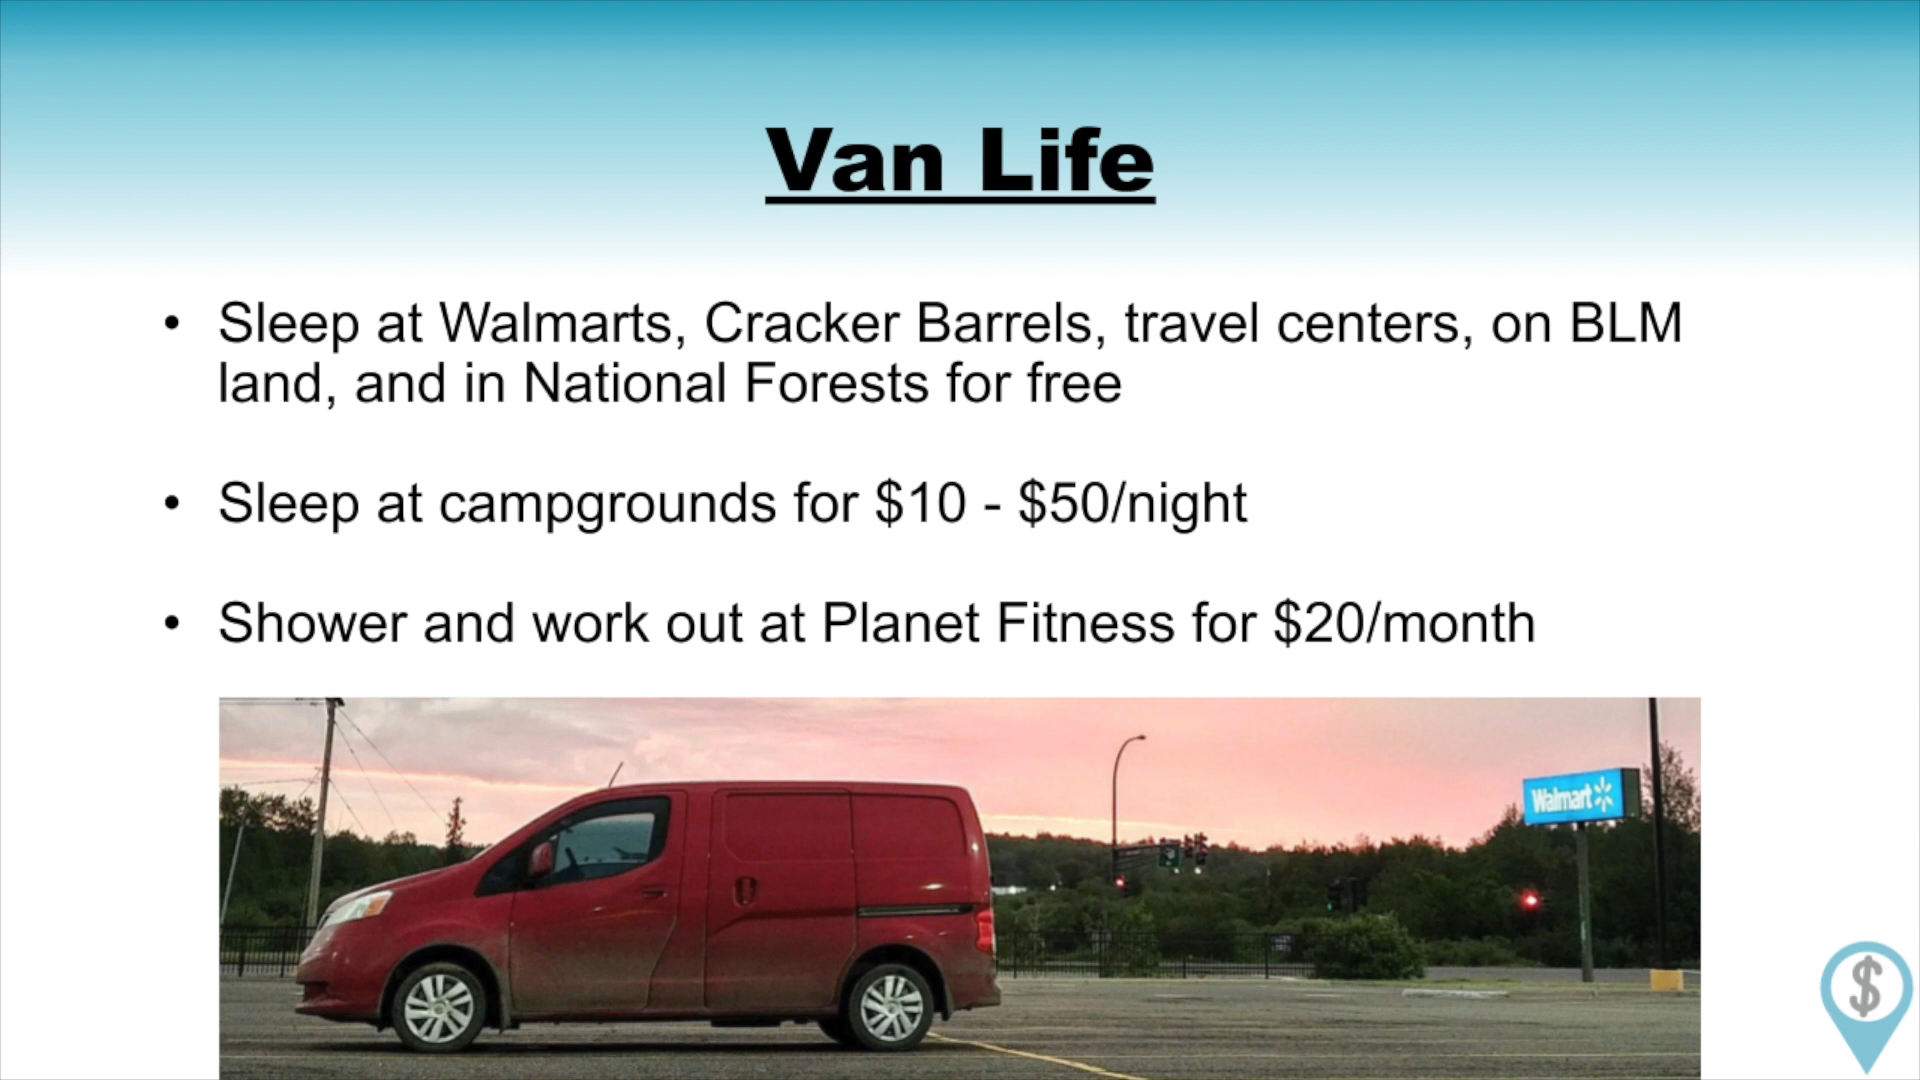 Van Life
• Sleep at Walmarts, Cracker Barrels, travel centers, on BLM
land, and in National Forests for free
• Sleep at campgrounds for $10 - $50/night
• Shower and work out at Planet Fitness for $20/month
Walmart
$